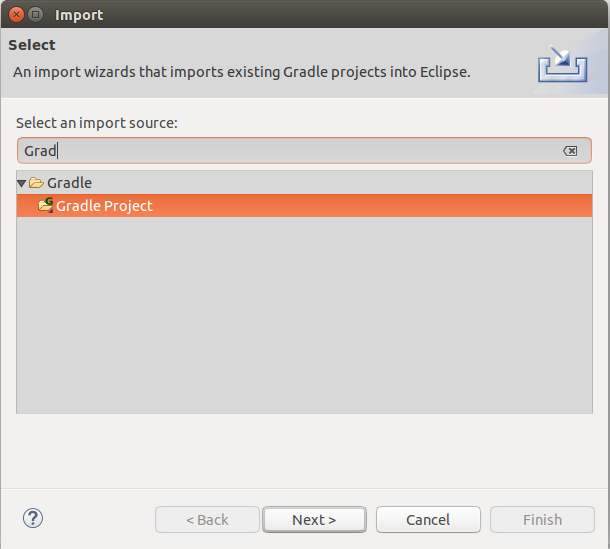 Import
Select
An import wizards that imports existing Gradle projects into Eclipse.
Select an import source:
Grad
Gradle
Gradle Project
?
< Back
Next >
Cancel
Finish